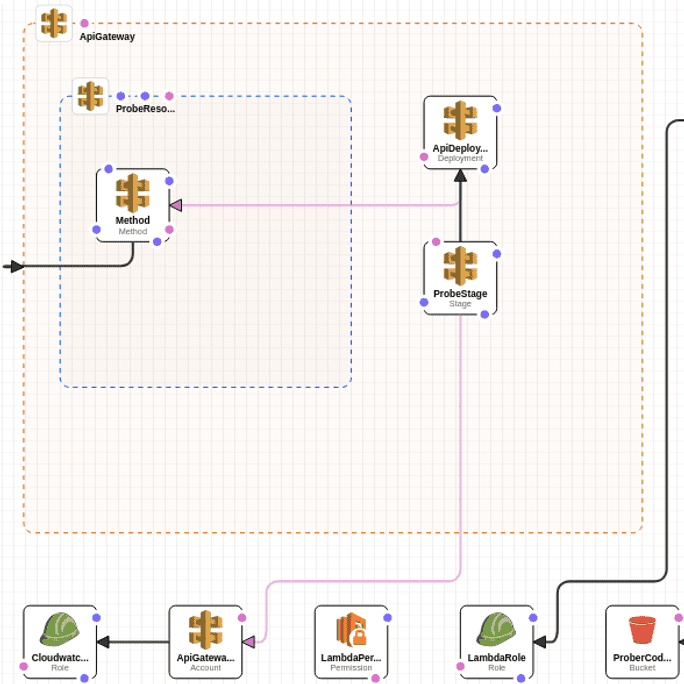 ApiGateway
ProbeReso...
ApiDeploy...
Deployment
Method
Method
ProbeStage
Stage
Cloudwatc...
Role
ApiGatewa...
Account
LambdaPer...
Permission
LambdaRole
Role
ProberCod...
Bucket